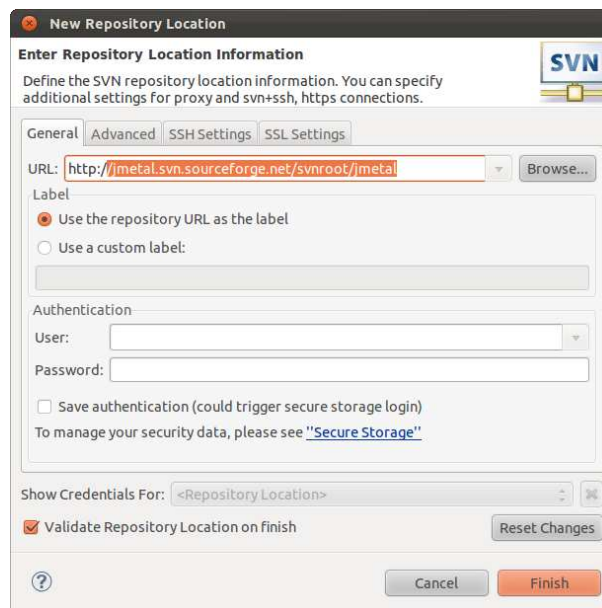 New Repository Location
Enter Repository Location Information
Define the SVN repository location information. You can specify
additional settings for proxy and svn+ssh, https connections.
SVN
General Advanced SSH Settings SSL Settings
URL: http://jmetal.svn.sourceforge.net/svnroot/jmetal Browse...
Label
Use the repository URL as the label
Use a custom label:
Authentication
User:
Password:
Save authentication (could trigger secure storage login)
To manage your security data, please see "Secure Storage"
Show Credentials For: <Repository Location>
Validate Repository Location on finish Reset Changes
? Cancel Finish